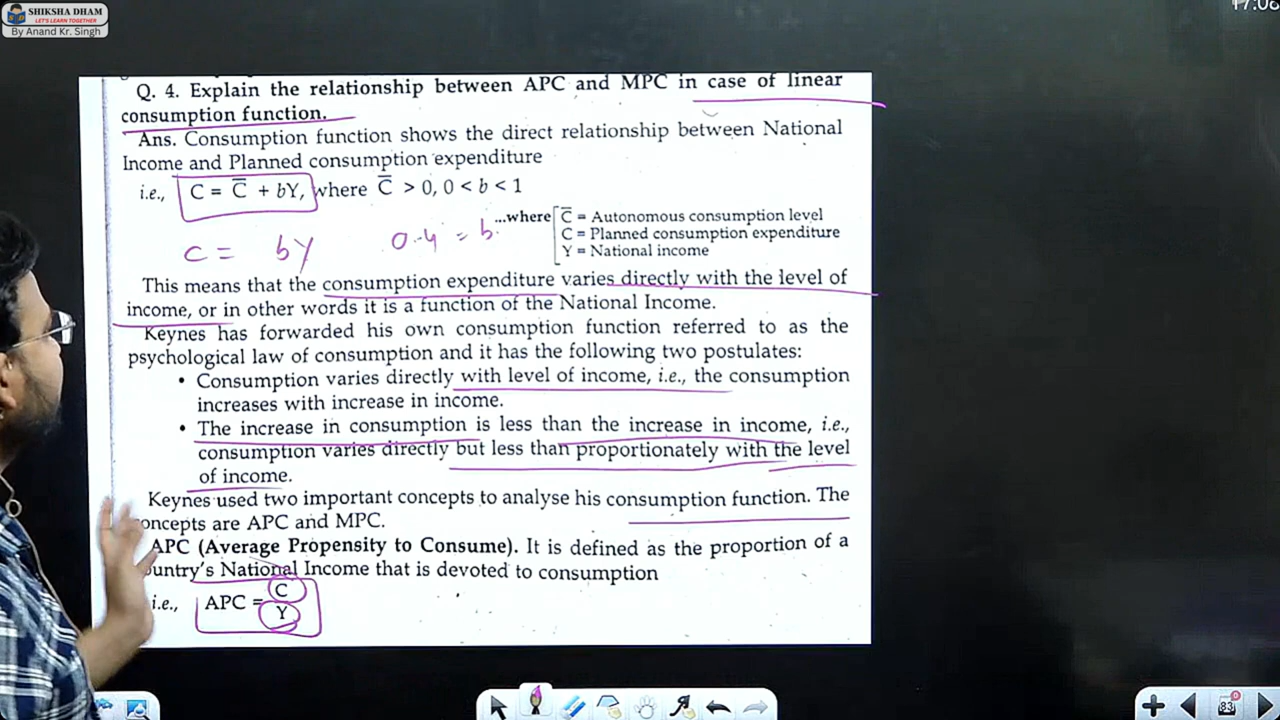 SHIKSHA DHAM
LET'S LEARN TOGETHER
By Anand Kr. Singh
17:08
Q. 4. Explain the relationship between APC and MPC in case of linear
consumption function.
Ans. Consumption function shows the direct relationship between National
Income and Planned consumption expenditure
i.e., C = C̅ + bY, where C̅ > 0, 0 < b < 1
...where C̅ = Autonomous consumption level
C = Planned consumption expenditure
Y = National income
C = bY 0.4 = b.
This means that the consumption expenditure varies directly with the level of
income, or in other words it is a function of the National Income.
Keynes has forwarded his own consumption function referred to as the
psychological law of consumption and it has the following two postulates:
• Consumption varies directly with level of income, i.e., the consumption
increases with increase in income.
• The increase in consumption is less than the increase in income, i.e.,
consumption varies directly but less than proportionately with the level
of income.
Keynes used two important concepts to analyse his consumption function. The
oncepts are APC and MPC.
APC (Average Propensity to Consume). It is defined as the proportion of a
ountry's National Income that is devoted to consumption
i.e., APC = C
Y
83